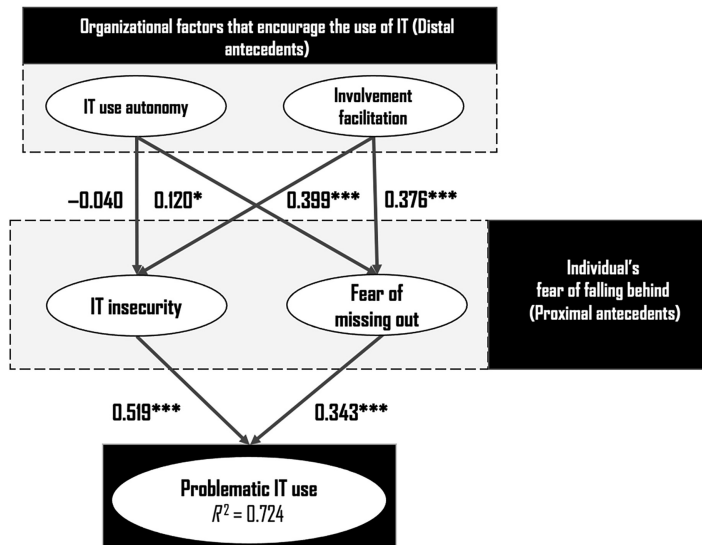 Organizational factors that encourage the use of IT (Distal
antecedents)
IT use autonomy
Involvement
facilitation
−0.040
0.120*
0.399***
0.376***
IT insecurity
Fear of
missing out
Individual's
fear of falling behind
(Proximal antecedents)
0.519***
0.343***
Problematic IT use
R² = 0.724